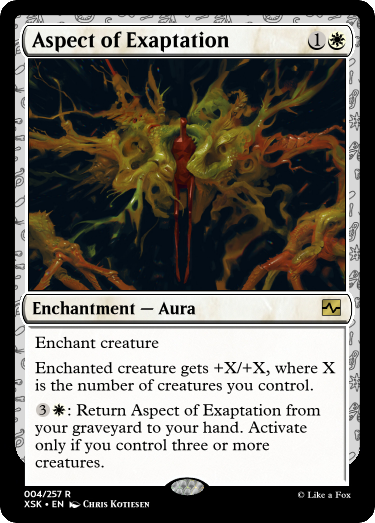 Aspect of Exaptation 1
Enchantment — Aura
Enchant creature
Enchanted creature gets +X/+X, where X
is the number of creatures you control.
3 : Return Aspect of Exaptation from
your graveyard to your hand. Activate
only if you control three or more
creatures.
004/257 R
XSK • EN Chris Kotiesen
© Like a Fox